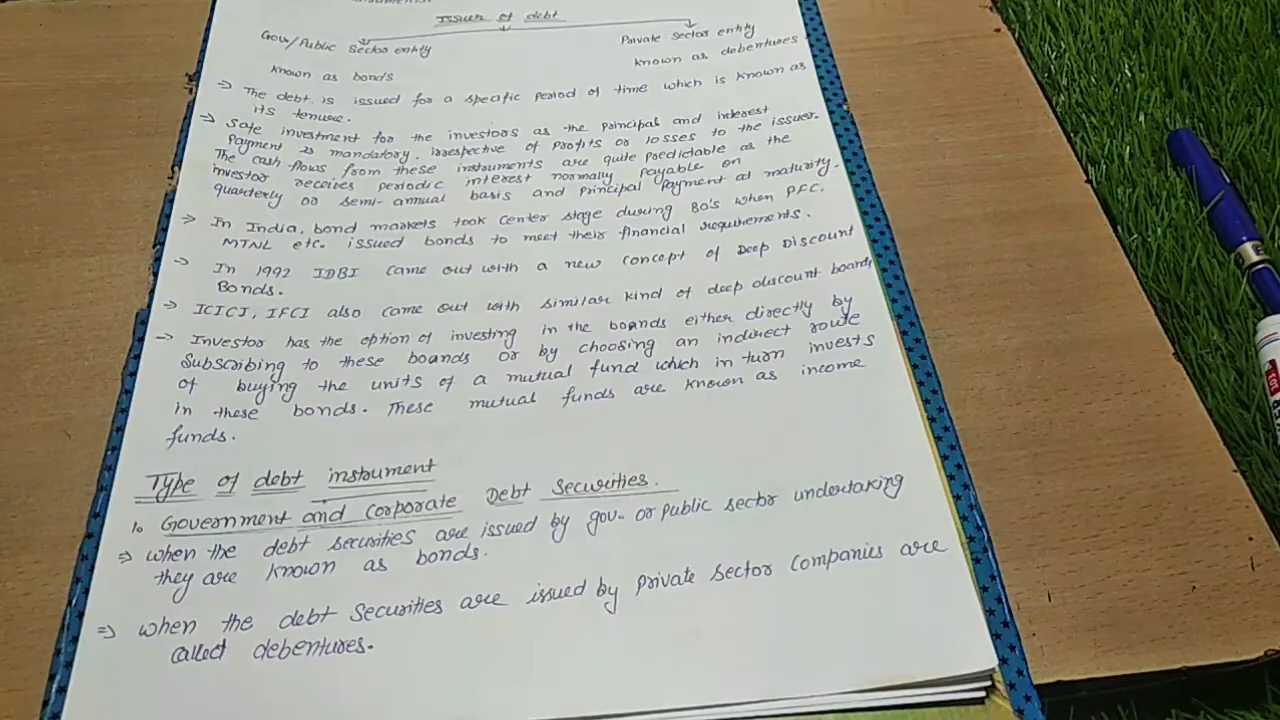 Issuer of debt
Gov/Public Sector entity
Private sector entity
known as bonds
known as debentures
⇒ The debt is issued for a specific period of time which is known as
its tenure.
⇒ Safe investment for the investors as the principal and interest
payment is mandatory. irrespective of profits or losses to the issuer.
The cash flows from these instruments are quite predictable as the
investor receives periodic interest normally payable on
quarterly or semi-annual basis and principal payment at maturity.
⇒ In India, bond markets took center stage during 80's when PFC.
MTNL etc. issued bonds to meet their financial requirements.
⇒ In 1992 IDBI came out with a new concept of Deep Discount
Bonds.
⇒ ICICI, IFCI also came out with similar kind of deep discount boands
⇒ Investor has the option of investing in the boands either directly by
Subscribing to these boands or by choosing an indirect route
of buying the units of a mutual fund which in turn invests
in these bonds. These mutual funds are known as income
funds.
Type of debt instrument
1. Government and corporate Debt Securities.
⇒ when the debt securities are issued by gov. or public sector undertaking
they are known as bonds.
⇒ when the debt securities are issued by private sector companies are
called debentures.